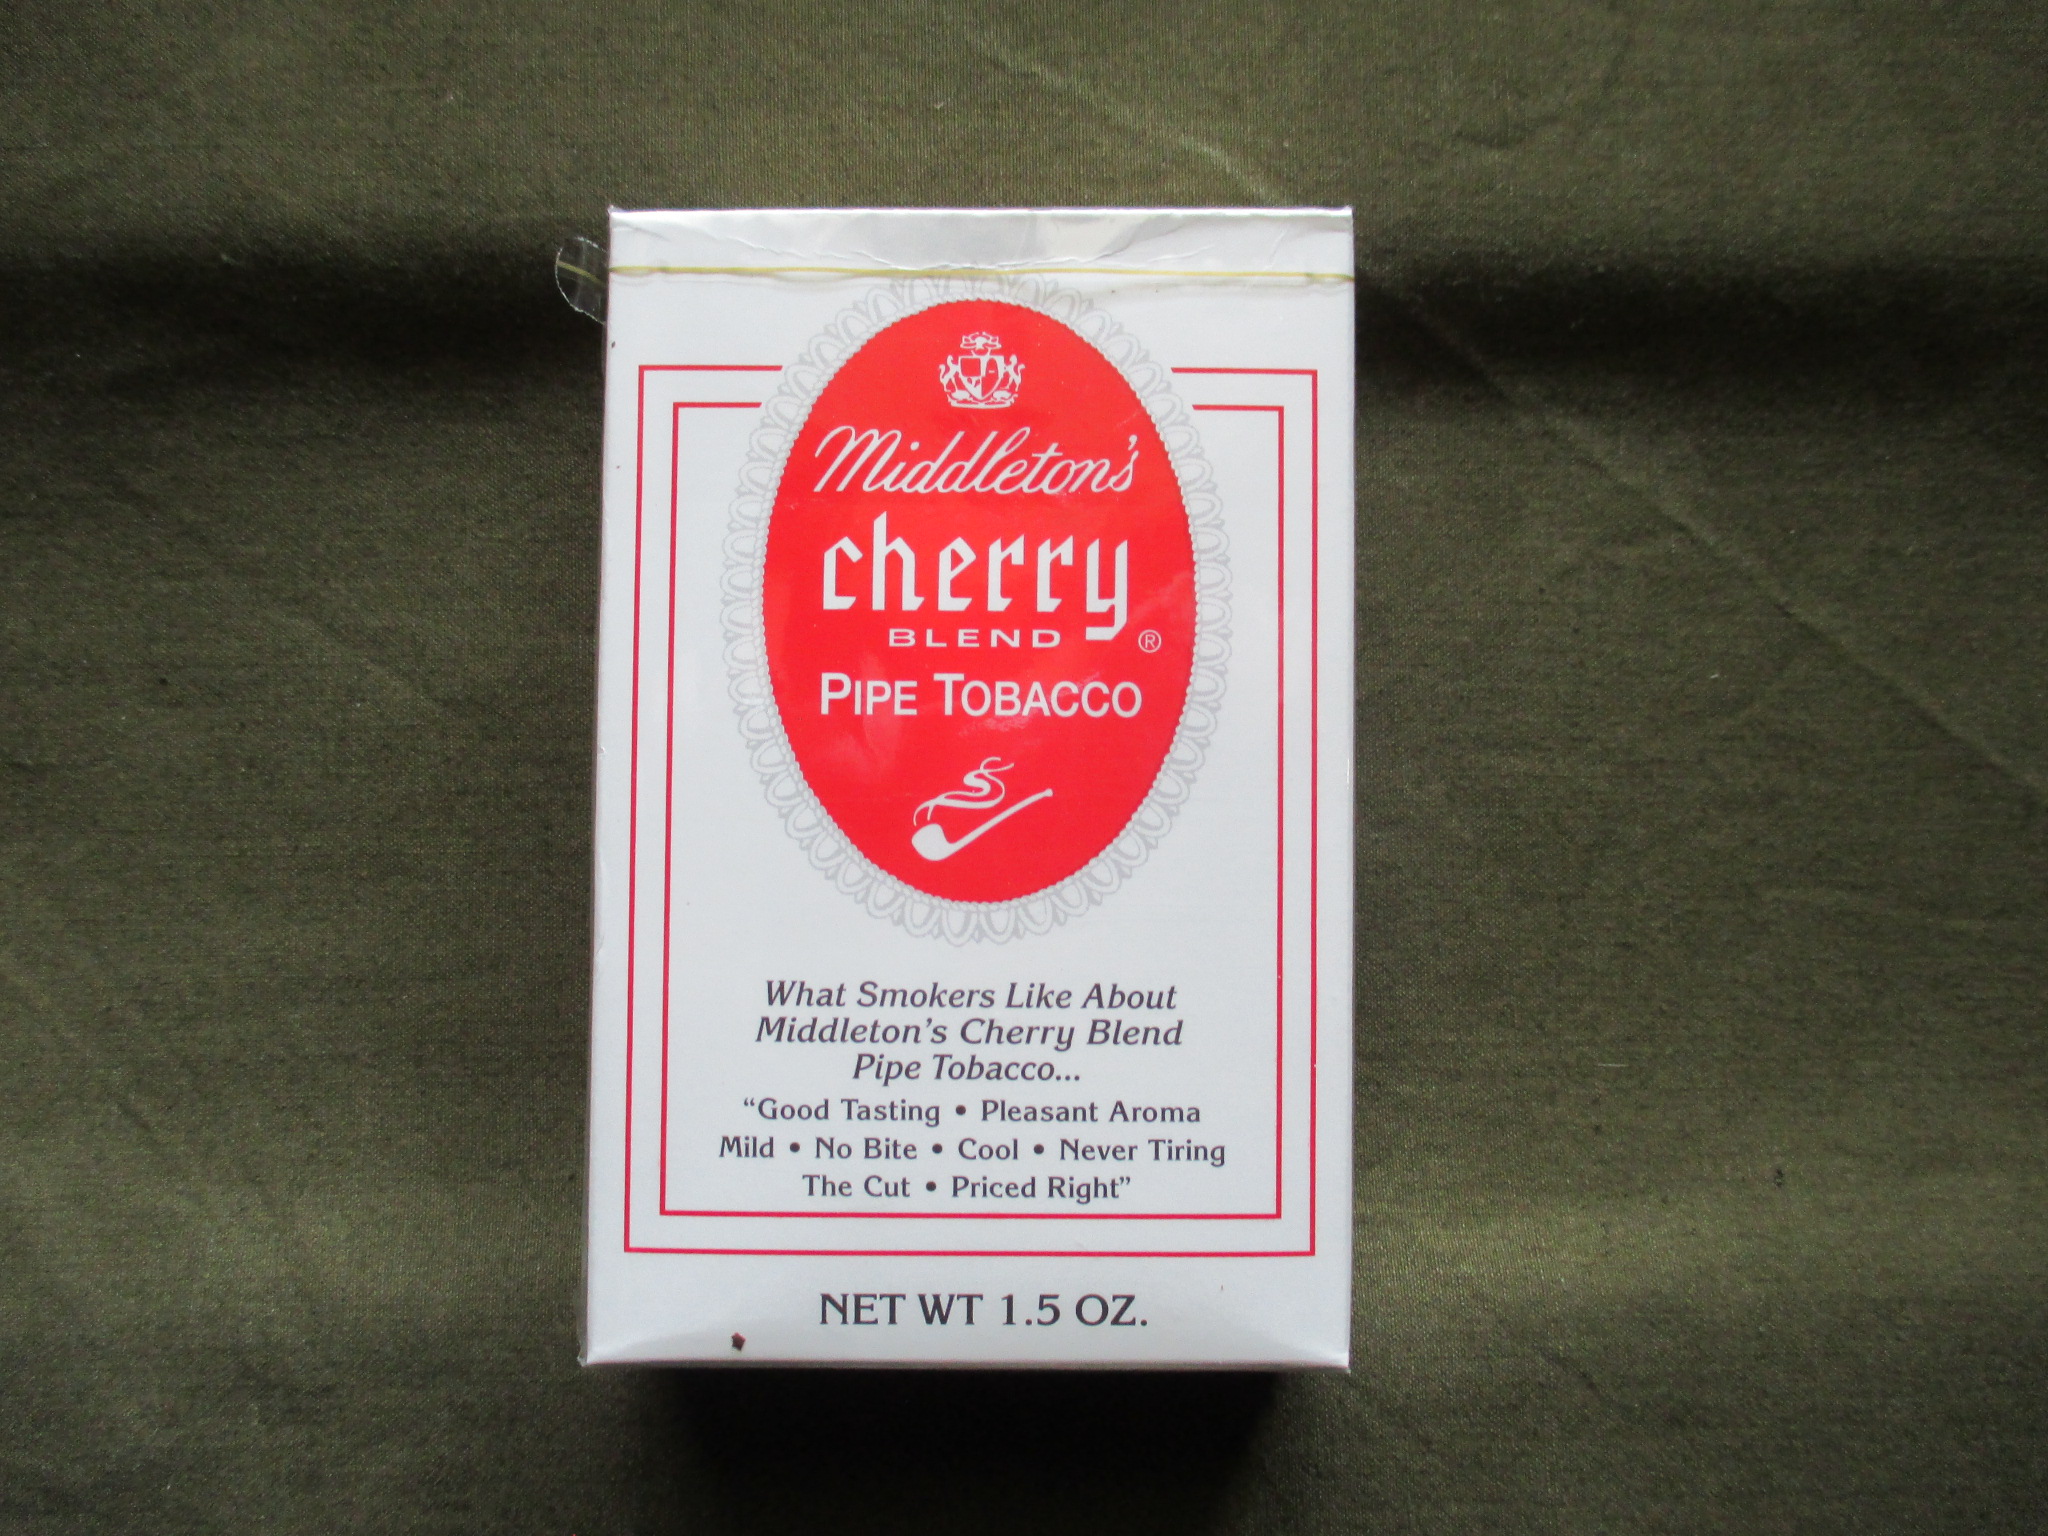 Middleton's
cherry
BLEND ®
PIPE TOBACCO
What Smokers Like About
Middleton's Cherry Blend
Pipe Tobacco...
“Good Tasting • Pleasant Aroma
Mild • No Bite • Cool • Never Tiring
The Cut • Priced Right”
NET WT 1.5 OZ.